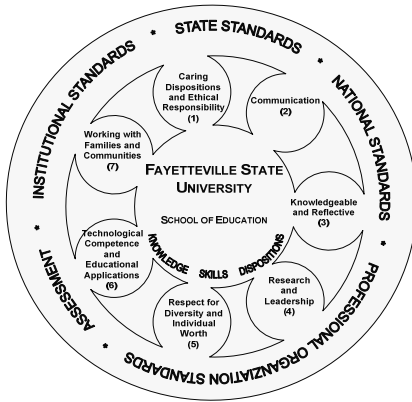 STATE STANDARDS
NATIONAL STANDARDS
PROFESSIONAL ORGANZIATION STANDARDS
ASSESSMENT
INSTITUTIONAL STANDARDS
Caring
Dispositions
and Ethical
Responsibility
(1)
Communication
(2)
Knowledgeable
and Reflective
(3)
Research
and
Leadership
(4)
Respect for
Diversity and
Individual
Worth
(5)
Technological
Competence
and
Educational
Applications
(6)
Working with
Families and
Communities
(7)
FAYETTEVILLE STATE
UNIVERSITY
SCHOOL OF EDUCATION
KNOWLEDGE SKILLS DISPOSITIONS